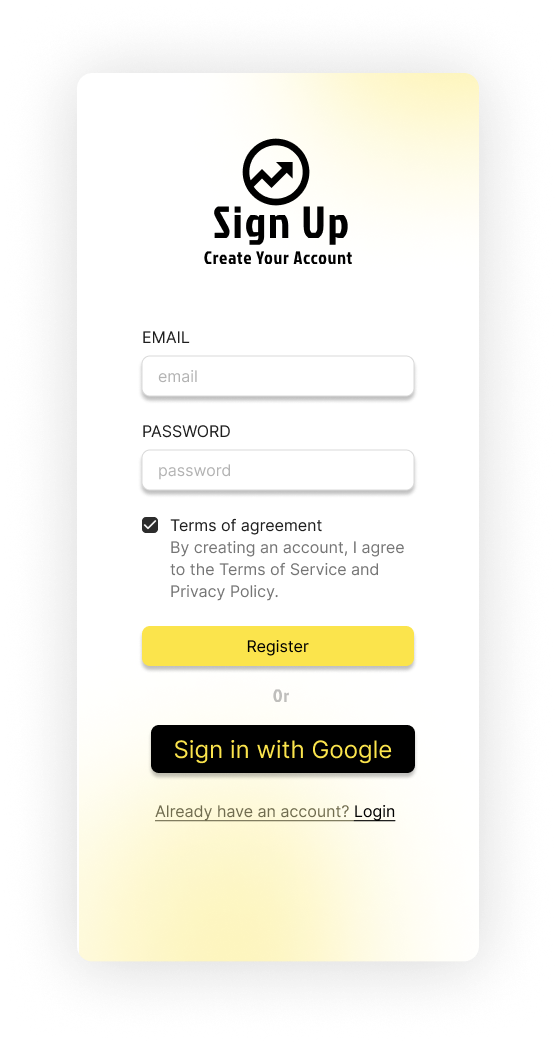 Sign Up
Create Your Account
EMAIL
email
PASSWORD
password
Terms of agreement
By creating an account, I agree
to the Terms of Service and
Privacy Policy.
Register
Or
Sign in with Google
Already have an account? Login